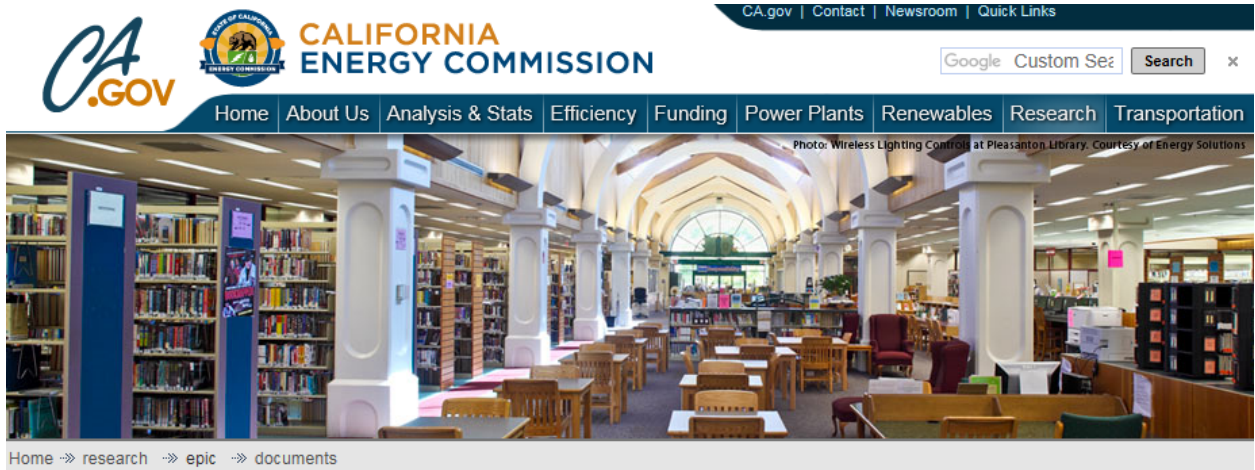 CA.gov | Contact | Newsroom | Quick Links
CA
.GOV
STATE OF CALIFORNIA
ENERGY COMMISSION
CALIFORNIA
ENERGY COMMISSION
Google Custom Sea
Search
×
Home
About Us
Analysis & Stats
Efficiency
Funding
Power Plants
Renewables
Research
Transportation
Photo: Wireless Lighting Controls at Pleasanton Library. Courtesy of Energy Solutions
Home ··» research ··» epic ··» documents